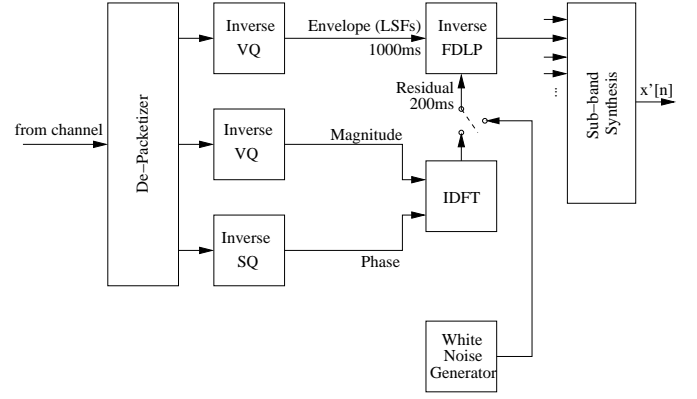 Inverse
VQ
Envelope (LSFs)
1000ms
Inverse
FDLP
...
Sub−band
Synthesis
x'[n]
Residual
200ms
from channel
De−Packetizer
Inverse
VQ
Magnitude
IDFT
Inverse
SQ
Phase
White
Noise
Generator